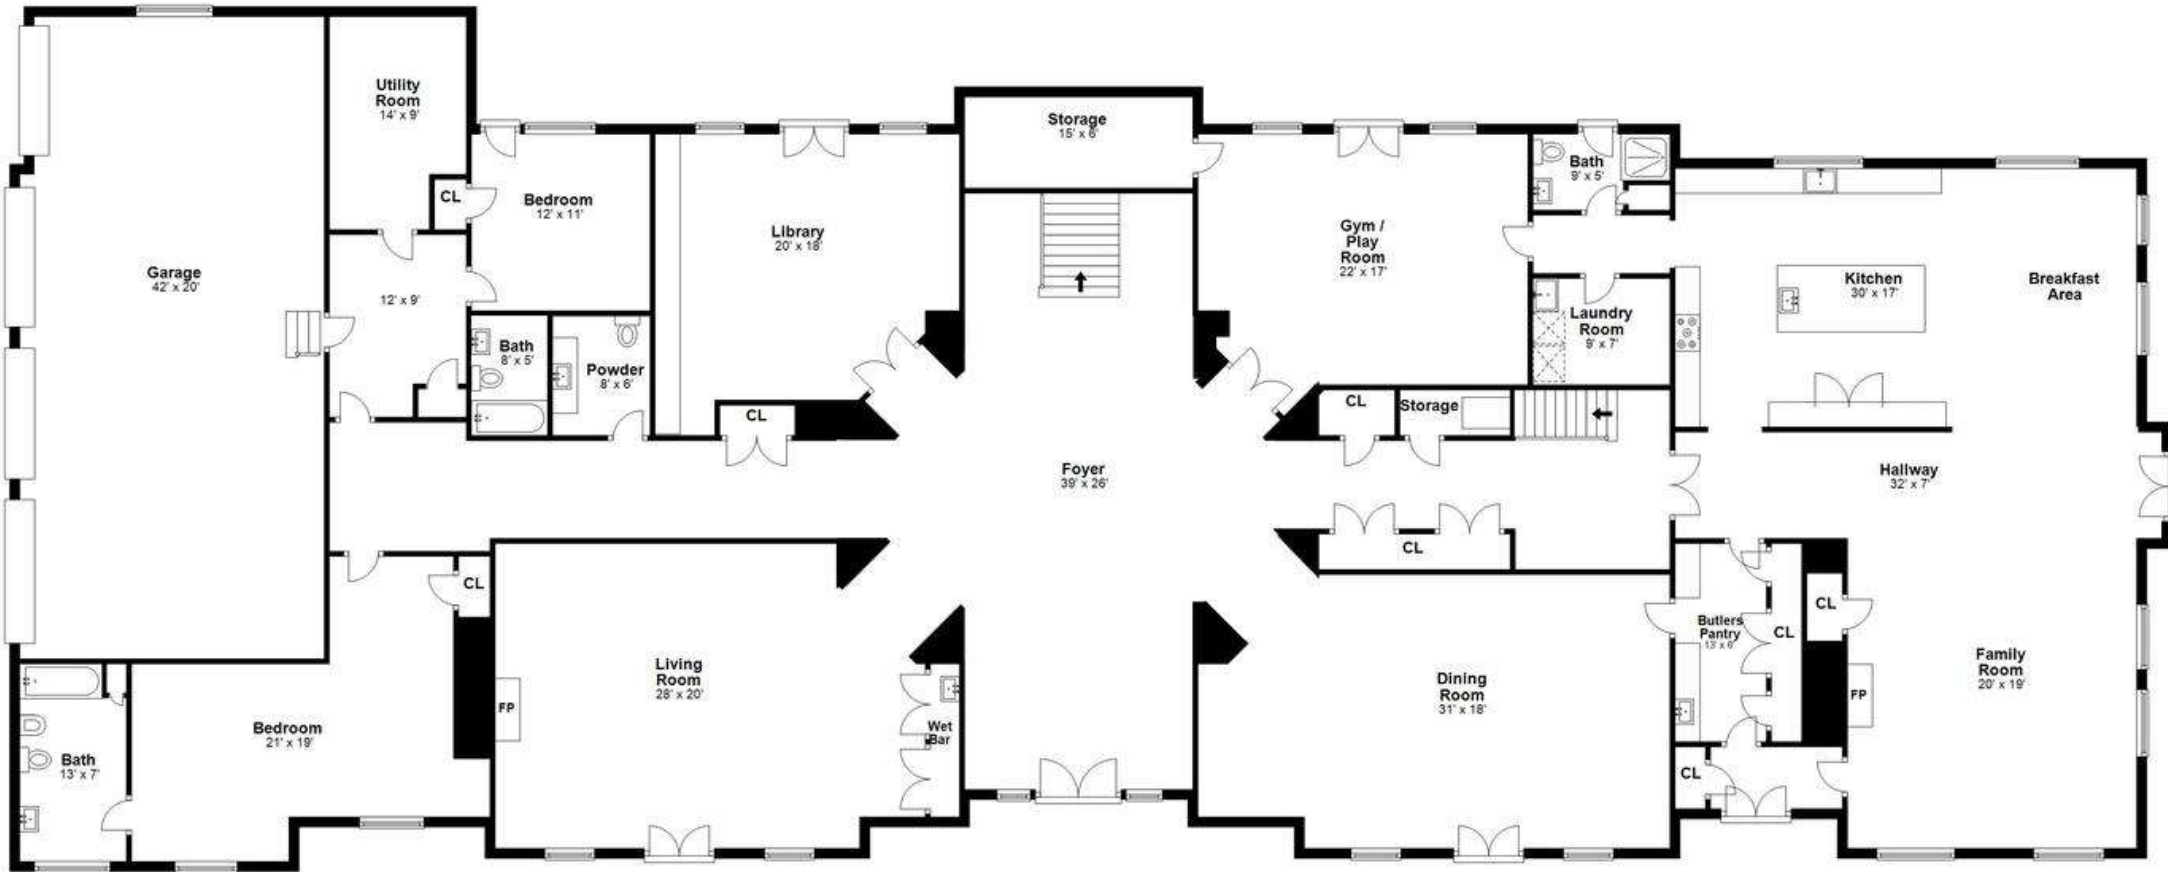 Utility
Room
14' x 9'
CL
Bedroom
12' x 11'
Garage
42' x 20'
12' x 9'
Bath
8' x 5'
Powder
8' x 6'
Library
20' x 18'
CL
Storage
15' x 6'
Foyer
39' x 26'
Gym /
Play
Room
22' x 17'
Bath
9' x 5'
Laundry
Room
9' x 7'
CL
Storage
CL
Kitchen
30' x 17'
Breakfast
Area
Hallway
32' x 7'
CL
Bedroom
21' x 19'
Bath
13' x 7'
FP
Living
Room
28' x 20'
Wet
Bar
Dining
Room
31' x 18'
Butlers
Pantry
13' x 6'
CL
CL
CL
FP
Family
Room
20' x 19'